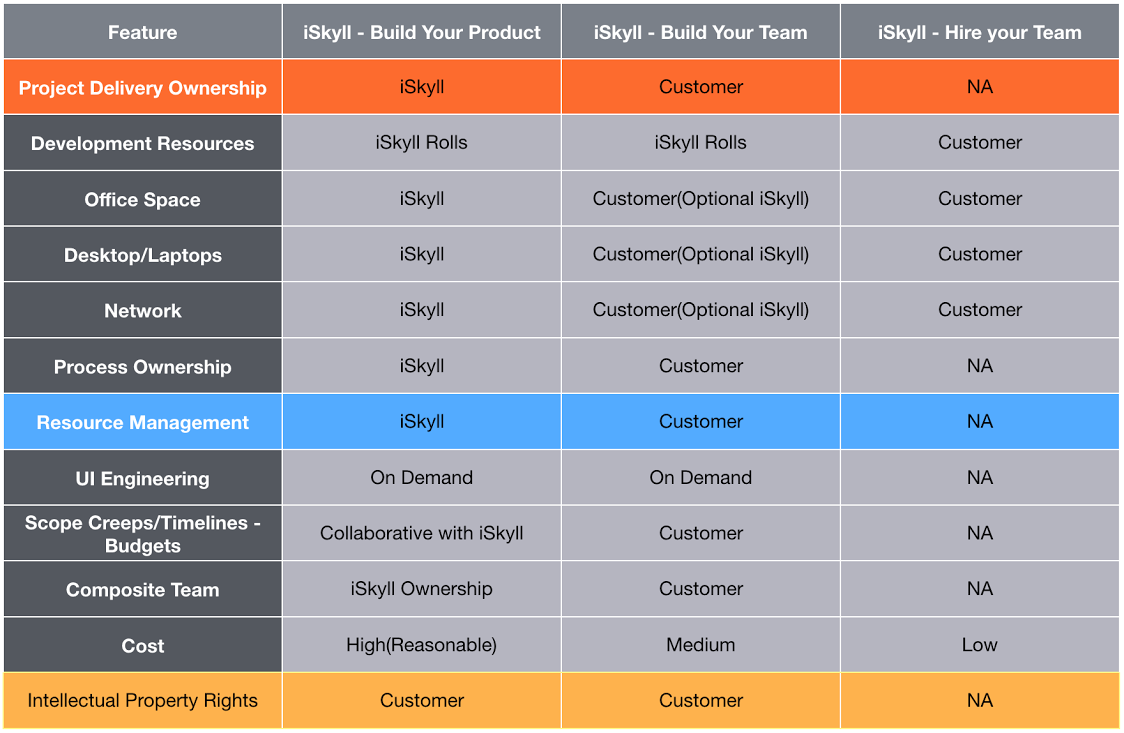 Feature iSkyll - Build Your Product iSkyll - Build Your Team iSkyll - Hire your Team
Project Delivery Ownership iSkyll Customer NA
Development Resources iSkyll Rolls iSkyll Rolls Customer
Office Space iSkyll Customer(Optional iSkyll) Customer
Desktop/Laptops iSkyll Customer(Optional iSkyll) Customer
Network iSkyll Customer(Optional iSkyll) Customer
Process Ownership iSkyll Customer NA
Resource Management iSkyll Customer NA
UI Engineering On Demand On Demand NA
Scope Creeps/Timelines -
Budgets Collaborative with iSkyll Customer NA
Composite Team iSkyll Ownership Customer NA
Cost High(Reasonable) Medium Low
Intellectual Property Rights Customer Customer NA